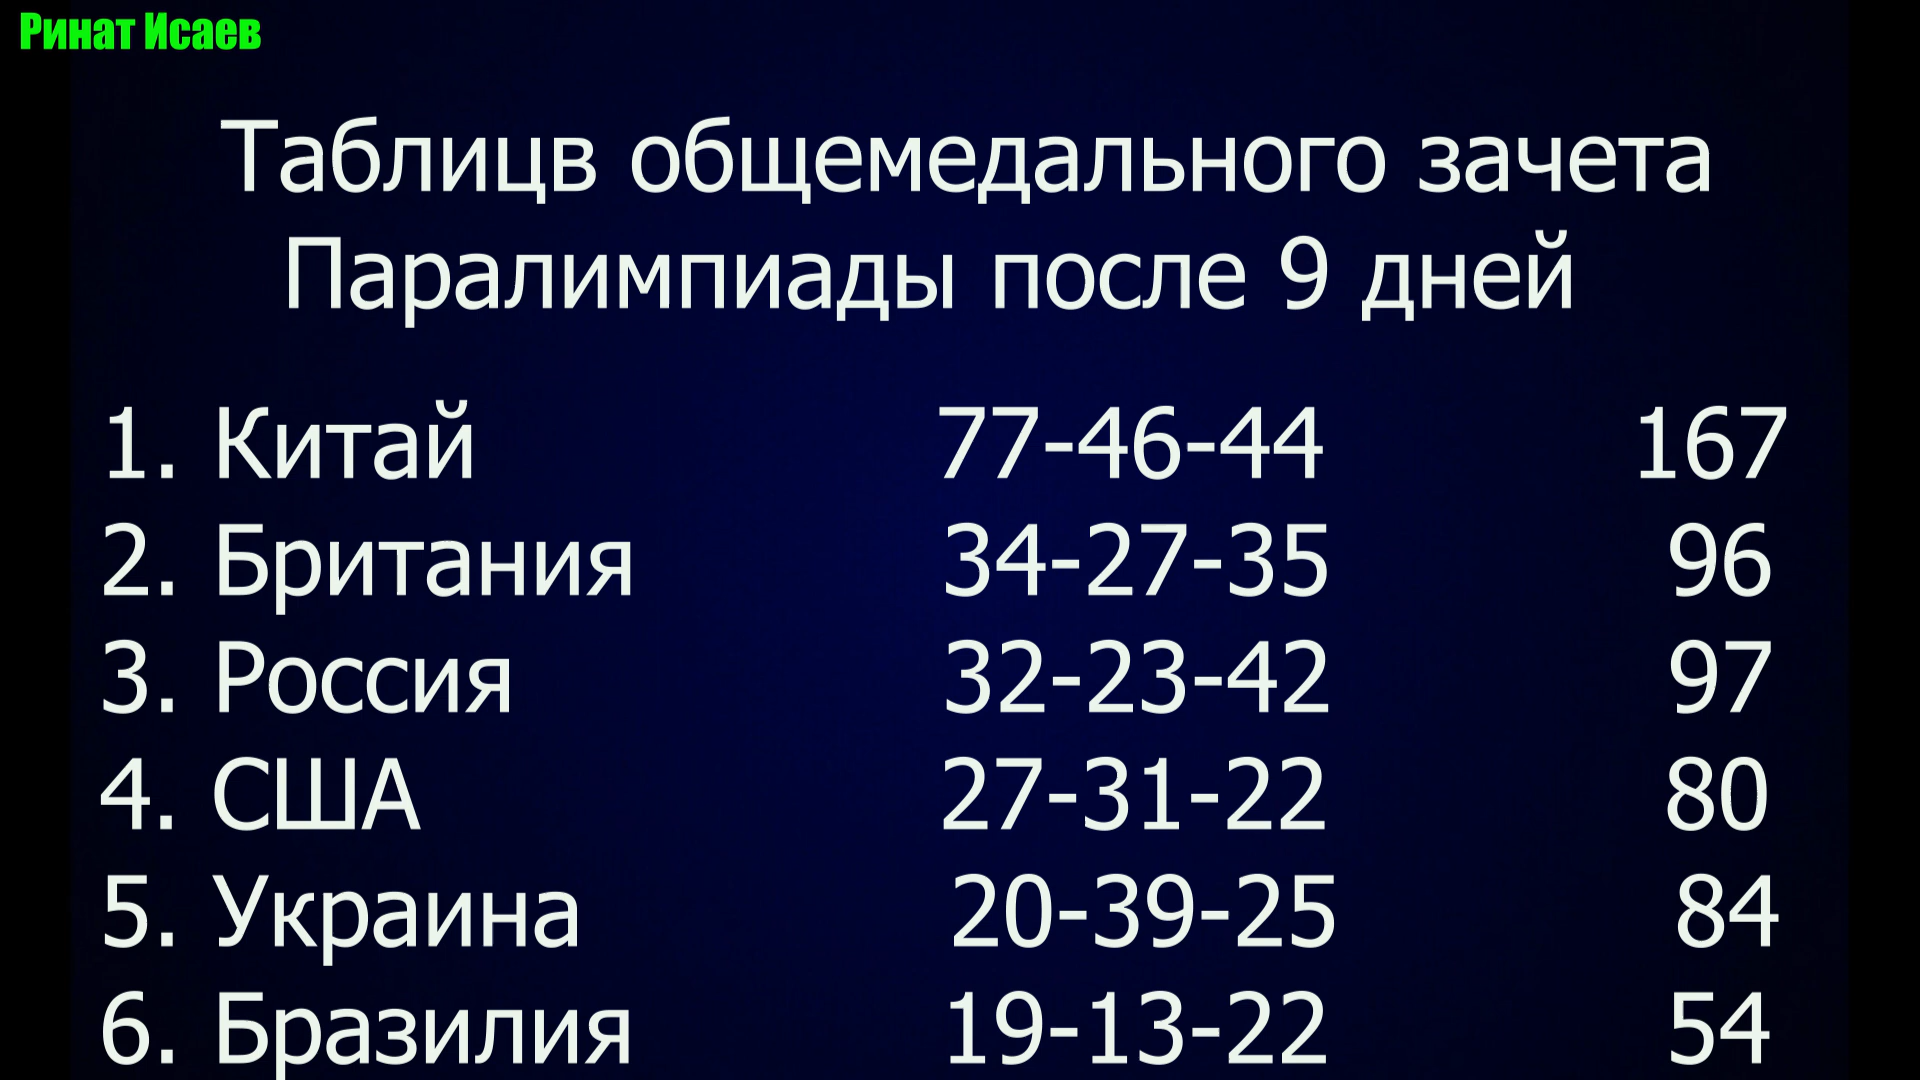 Ринат Исаев
Таблицв общемедального зачета
Паралимпиады после 9 дней
1. Китай 77-46-44 167
2. Британия 34-27-35 96
3. Россия 32-23-42 97
4. США 27-31-22 80
5. Украина 20-39-25 84
6. Бразилия 19-13-22 54